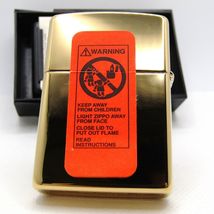 WARNING
KEEP AWAY
FROM CHILDREN
LIGHT ZIPPO AWAY
FROM FACE
CLOSE LID TO
PUT OUT FLAME
READ
INSTRUCTIONS